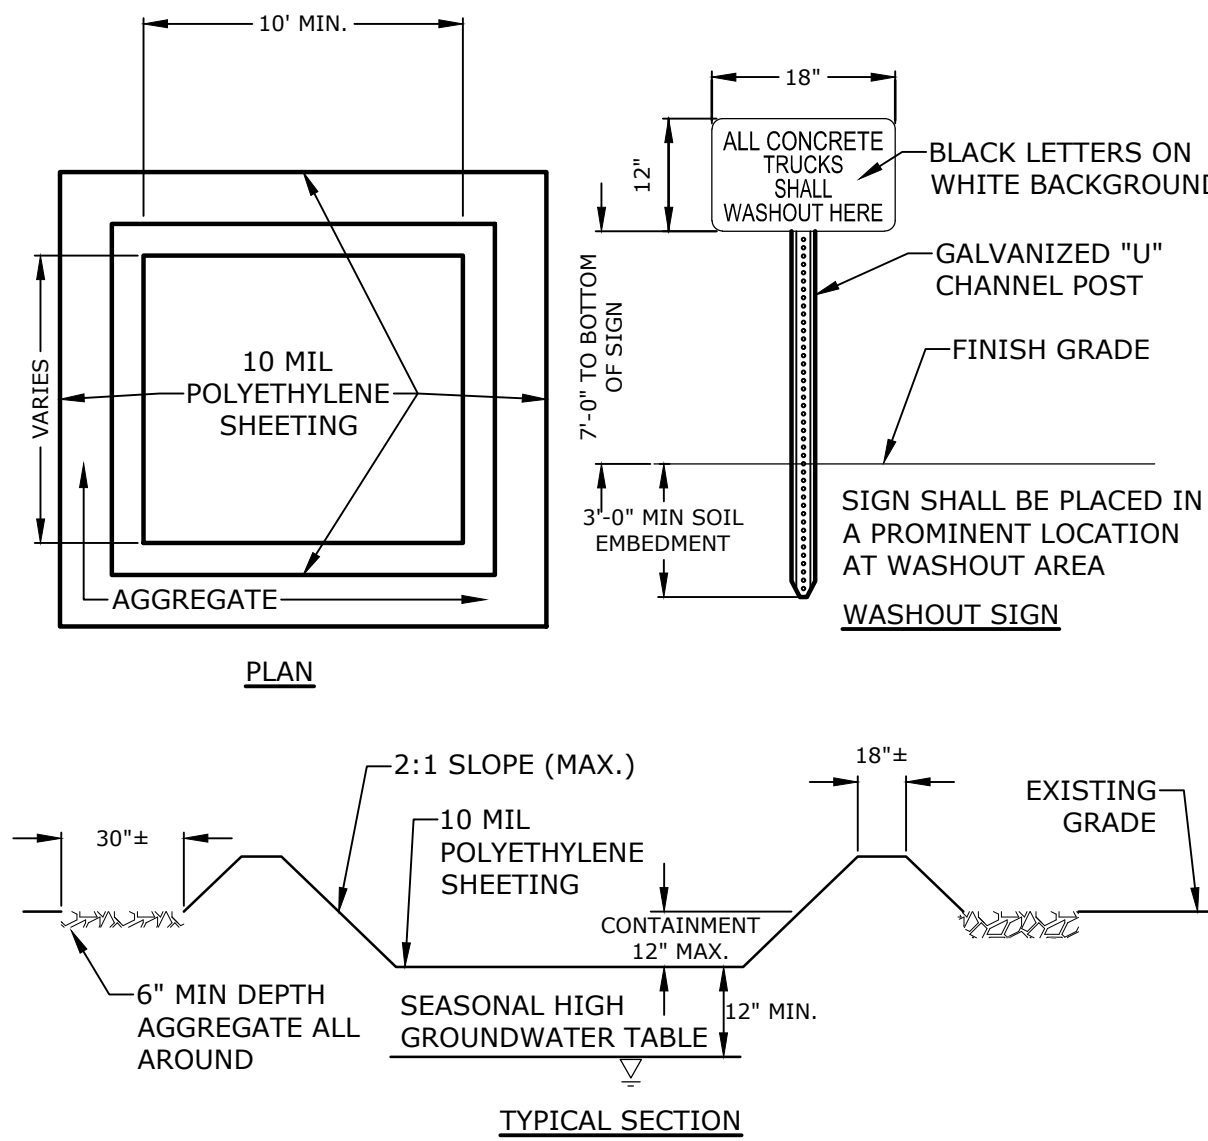 10' MIN.
VARIES
10 MIL
POLYETHYLENE
SHEETING
AGGREGATE
PLAN
18"
12"
ALL CONCRETE
TRUCKS
SHALL
WASHOUT HERE
BLACK LETTERS ON
WHITE BACKGROUND
GALVANIZED "U"
CHANNEL POST
7'-0" TO BOTTOM
OF SIGN
FINISH GRADE
3'-0" MIN SOIL
EMBEDMENT
SIGN SHALL BE PLACED IN
A PROMINENT LOCATION
AT WASHOUT AREA
WASHOUT SIGN
2:1 SLOPE (MAX.)
18"±
30"±
10 MIL
POLYETHYLENE
SHEETING
EXISTING
GRADE
CONTAINMENT
12" MAX.
6" MIN DEPTH
AGGREGATE ALL
AROUND
SEASONAL HIGH
GROUNDWATER TABLE
12" MIN.
TYPICAL SECTION